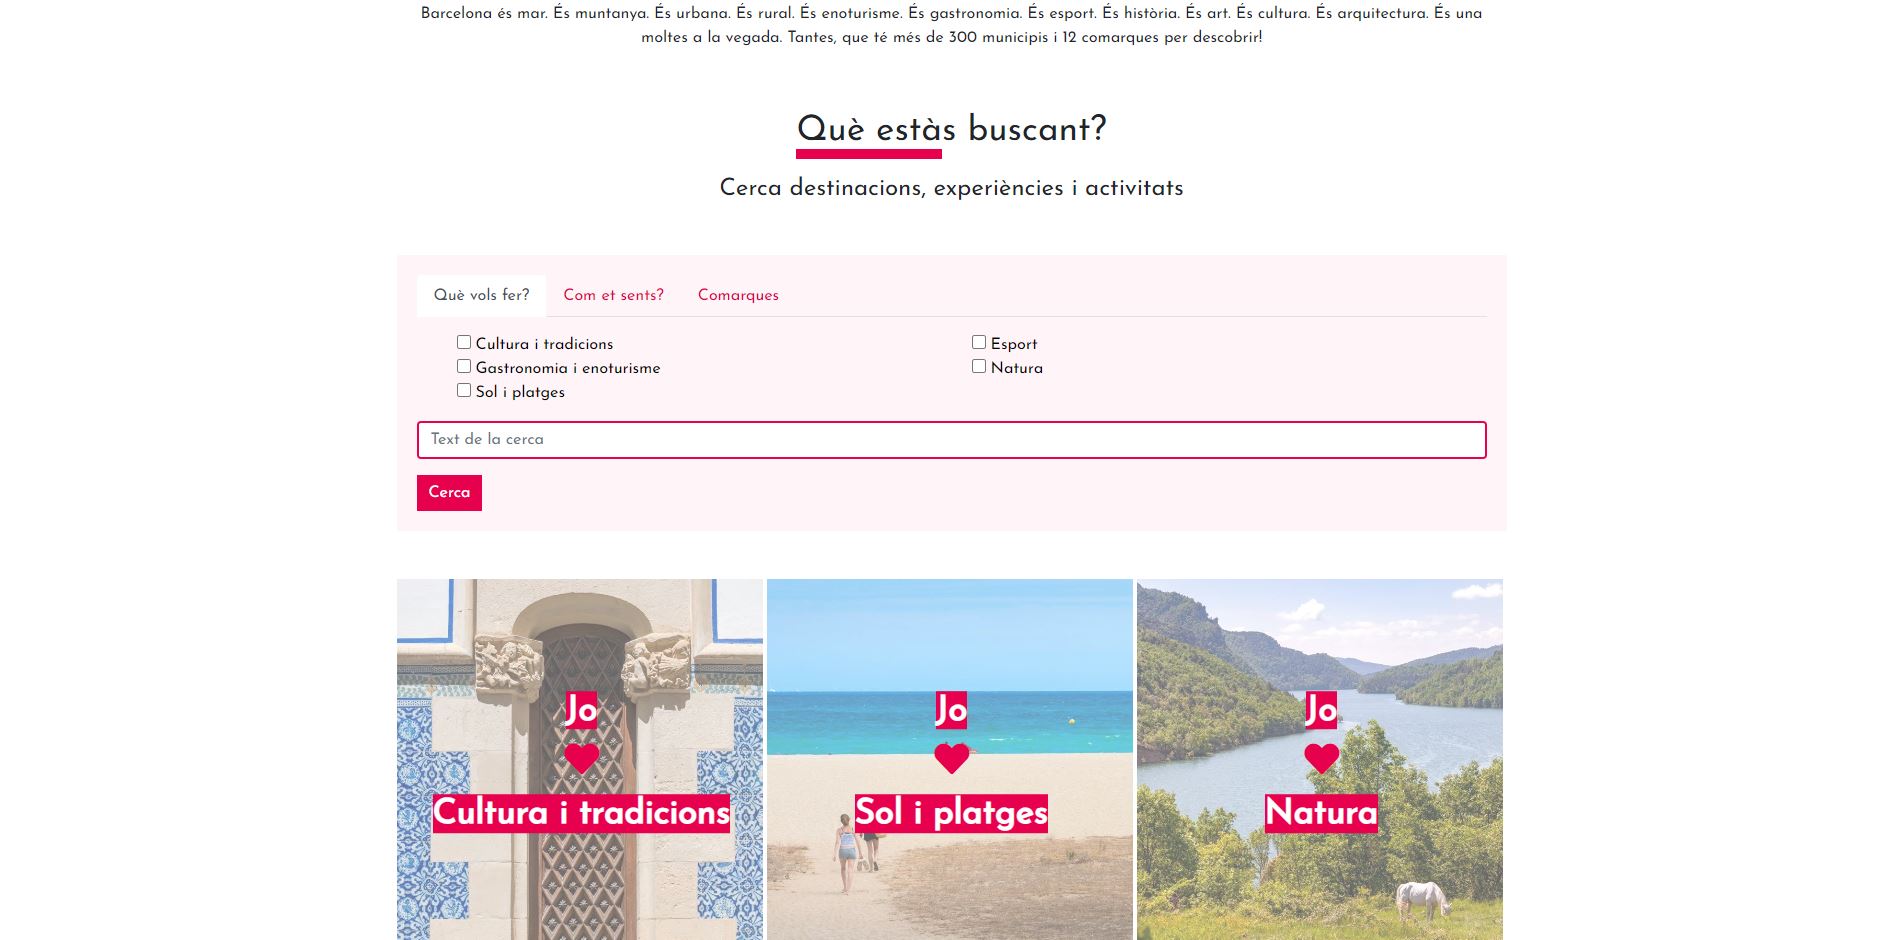 Barcelona és mar. És muntanya. És urbana. És rural. És enoturisme. És gastronomia. És esport. És història. És art. És cultura. És arquitectura. És una
moltes a la vegada. Tantes, que té més de 300 municipis i 12 comarques per descobrir!
Què estàs buscant?
Cerca destinacions, experiències i activitats
Què vols fer? Com et sents? Comarques
Cultura i tradicions
Gastronomia i enoturisme
Sol i platges
Esport
Natura
Text de la cerca
Cerca
Jo
Cultura i tradicions
Jo
Sol i platges
Jo
Natura